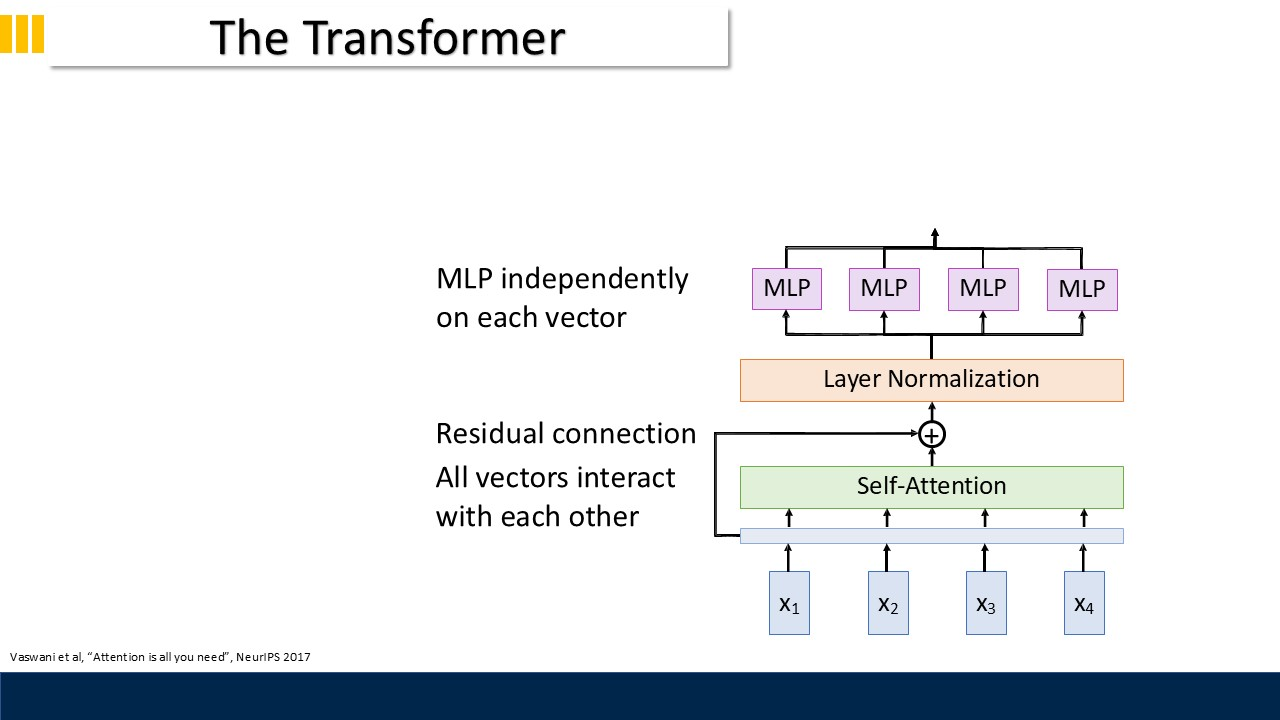 The Transformer
MLP independently
on each vector
MLP MLP MLP MLP
Layer Normalization
Residual connection
+
All vectors interact
with each other
Self-Attention
x1 x2 x3 x4
Vaswani et al, “Attention is all you need”, NeurIPS 2017